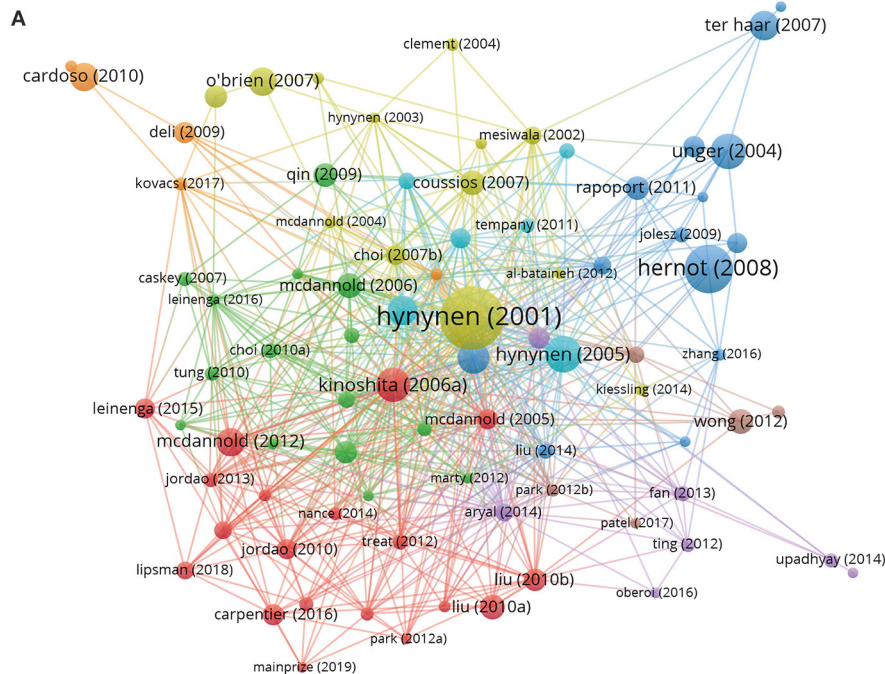 A
ter haar (2007)
clement (2004)
cardoso (2010)
o'brien (2007)
hynynen (2003)
deli (2009)
mesiwala (2002)
unger (2004)
qin (2009)
kovacs (2017)
coussios (2007)
rapoport (2011)
mcdannold (2004)
tempany (2011)
jolesz (2009)
choi (2007b)
hernot (2008)
caskey (2007)
al-bataineh (2012)
mcdannold (2006)
leinenga (2016)
hynynen (2001)
choi (2010a)
hynynen (2005)
zhang (2016)
tung (2010)
kinoshita (2006a)
kiessling (2014)
leinenga (2015)
mcdannold (2005)
wong (2012)
mcdannold (2012)
liu (2014)
jordao (2013)
marty (2012)
park (2012b)
fan (2013)
nance (2014)
aryal (2014)
patel (2017)
jordao (2010)
treat (2012)
ting (2012)
upadhyay (2014)
lipsman (2018)
liu (2010b)
oberoi (2016)
carpentier (2016)
liu (2010a)
park (2012a)
mainprize (2019)